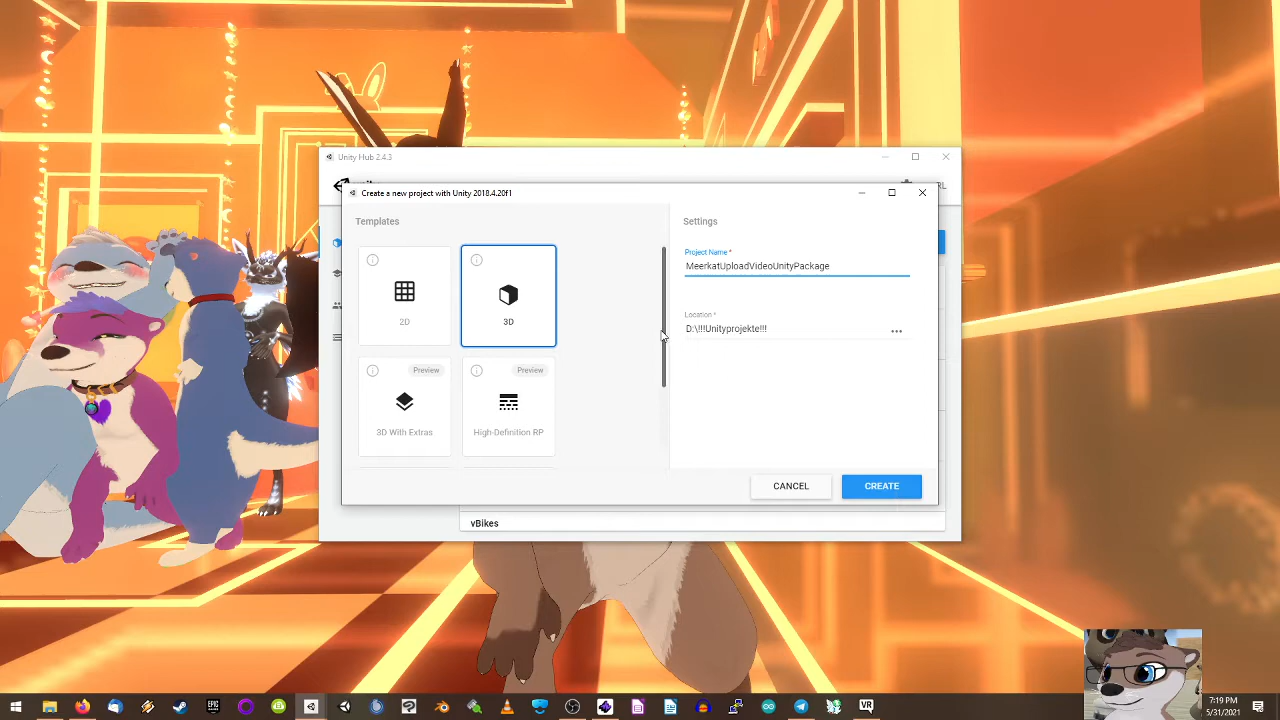 Unity Hub 2.4.3
Create a new project with Unity 2018.4.20f1
Templates
Settings
2D
3D
Project Name *
MeerkatUploadVideoUnityPackage
Location *
D:\!!!Unityprojekte!!!
Preview
3D With Extras
Preview
High-Definition RP
CANCEL
CREATE
vBikes
EPIC
VR
7:19 PM
5/31/2021